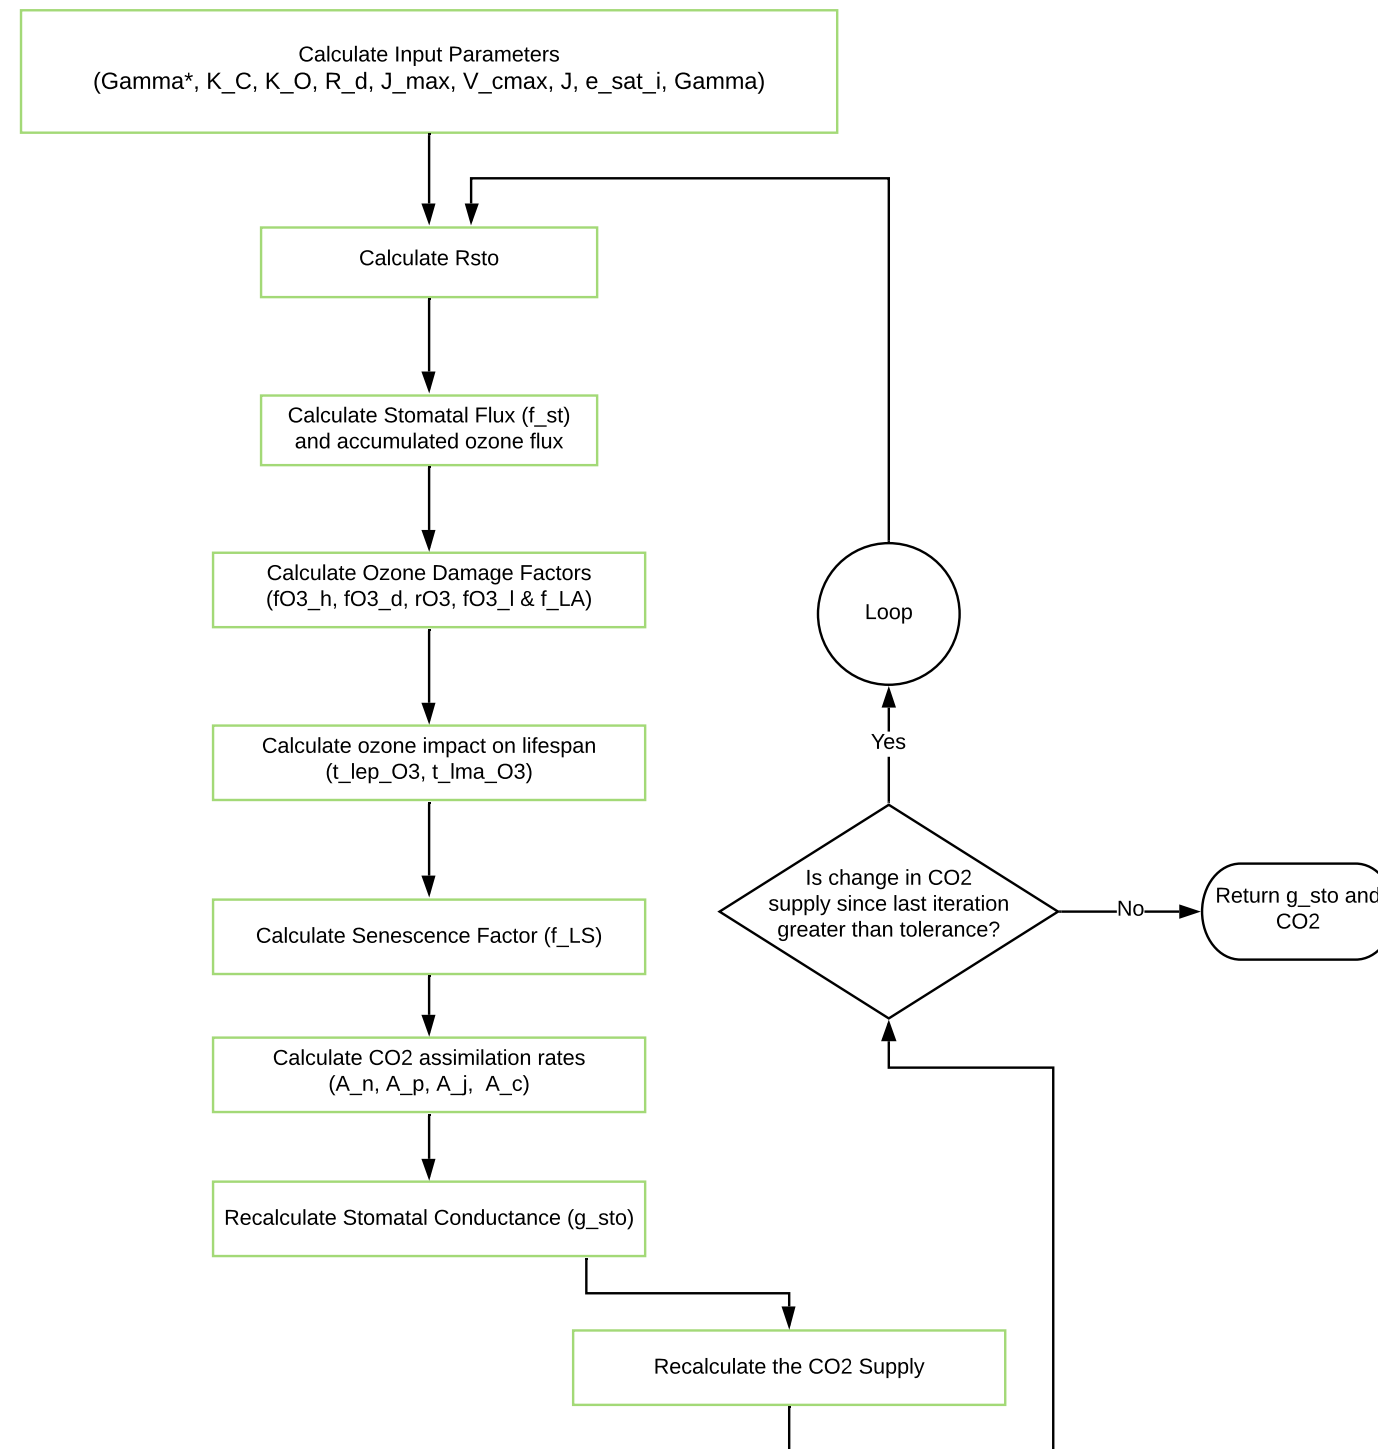 Calculate Input Parameters
(Gamma*, K_C, K_O, R_d, J_max, V_cmax, J, e_sat_i, Gamma)
Calculate Rsto
Calculate Stomatal Flux (f_st)
and accumulated ozone flux
Calculate Ozone Damage Factors
(fO3_h, fO3_d, rO3, fO3_l & f_LA)
Calculate ozone impact on lifespan
(t_lep_O3, t_lma_O3)
Calculate Senescence Factor (f_LS)
Calculate CO2 assimilation rates
(A_n, A_p, A_j,  A_c)
Recalculate Stomatal Conductance (g_sto)
Recalculate the CO2 Supply
Is change in CO2
supply since last iteration
greater than tolerance?
Yes
Loop
No
Return g_sto and
CO2